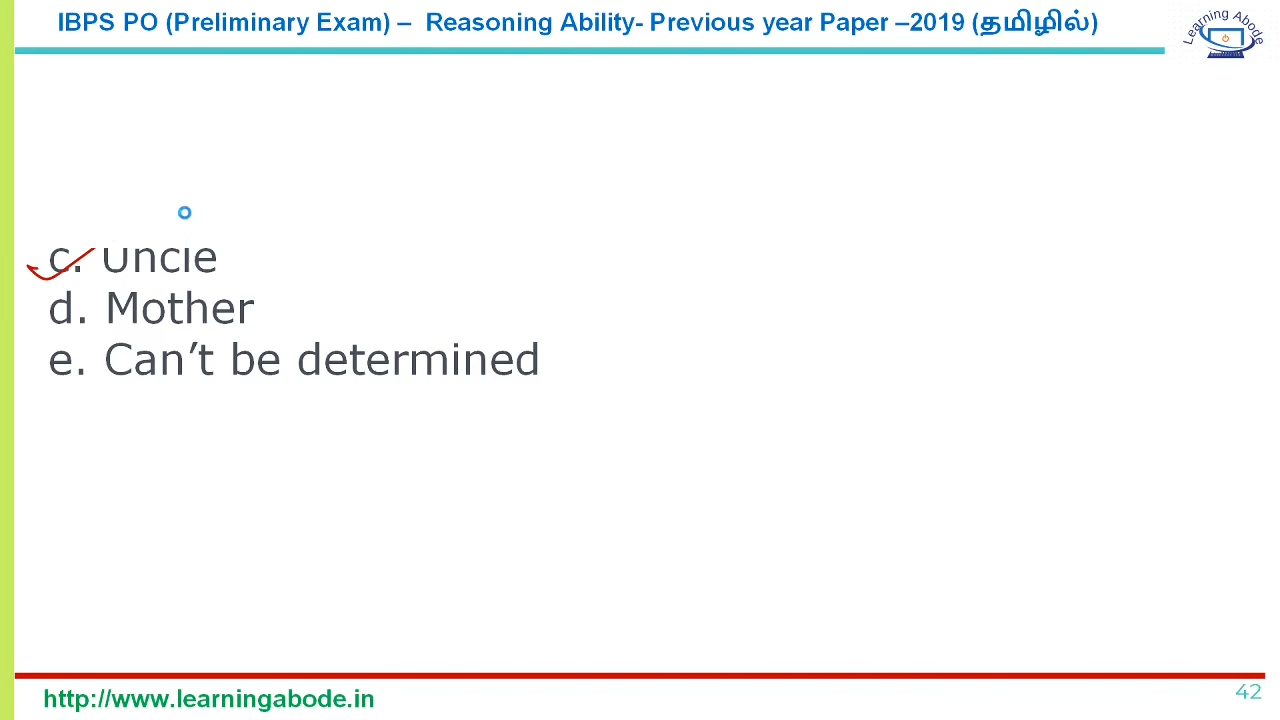 IBPS PO (Preliminary Exam) – Reasoning Ability- Previous year Paper –2019 (தமிழில்)
Learning Abode
c. Uncle
d. Mother
e. Can’t be determined
http://www.learningabode.in
42